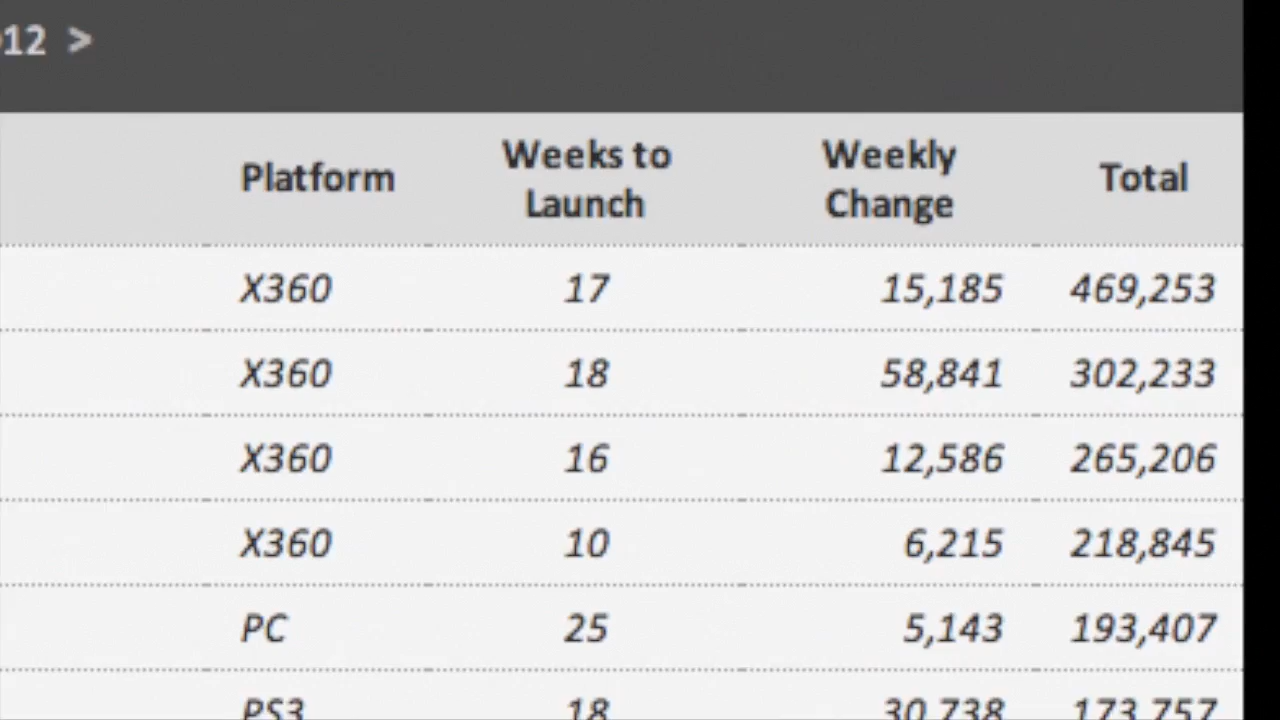 12 >
Platform Weeks to Launch Weekly Change Total
X360 17 15,185 469,253
X360 18 58,841 302,233
X360 16 12,586 265,206
X360 10 6,215 218,845
PC 25 5,143 193,407
PS3 18 30,738 173,757